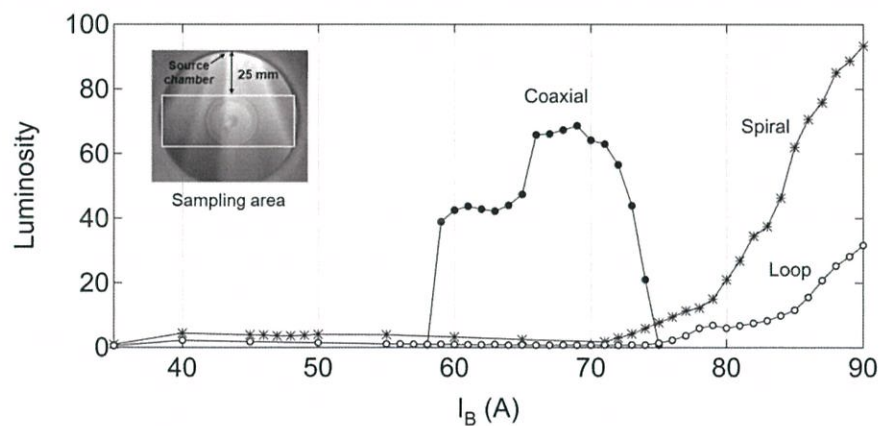 100
80
60
40
20
0
Luminosity
Source
chamber
25 mm
Sampling area
Coaxial
Spiral
Loop
40 50 60 70 80 90
I_B (A)